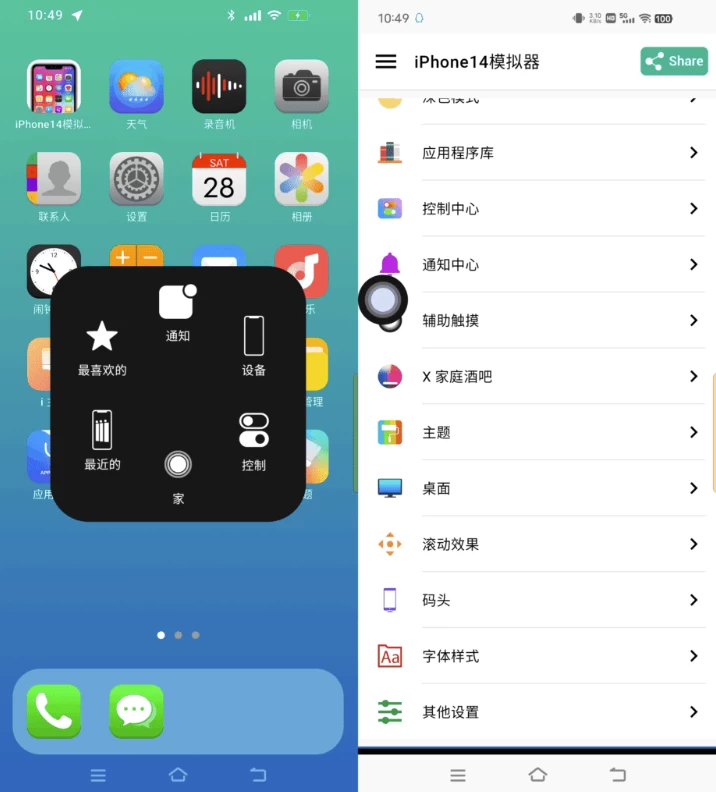 10:49
iPhone14模拟...
天气
录音机
相机
联系人
设置
SAT
28
日历
相册
12
9
闹钟
通知
最喜欢的
设备
最近的
控制
家
管理
应用
题
10:49
3.10
KB/s
HD
5G
100
iPhone14模拟器
Share
深色模式
应用程序库
控制中心
通知中心
辅助触摸
X 家庭酒吧
主题
桌面
滚动效果
码头
Aa
字体样式
其他设置